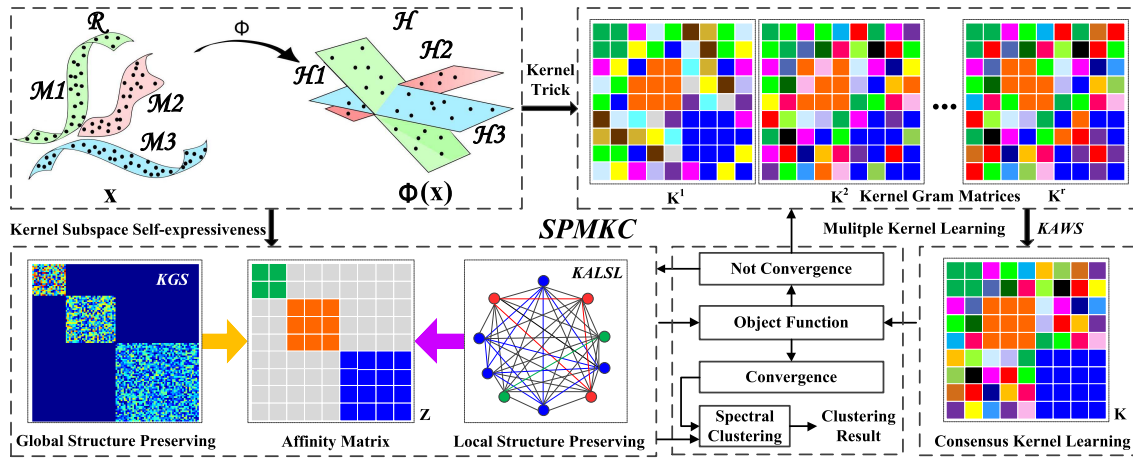 R
Φ
H
M1
M2
M3
x
H1
H2
H3
Φ(x)
Kernel
Trick
K1
K2
Kernel Gram Matrices
Kr
Kernel Subspace Self-expressiveness
SPMKC
Mulitple Kernel Learning
KAWS
KGS
Global Structure Preserving
Affinity Matrix
Z
KALSL
Local Structure Preserving
Not Convergence
Object Function
Convergence
Spectral
Clustering
Clustering
Result
K
Consensus Kernel Learning